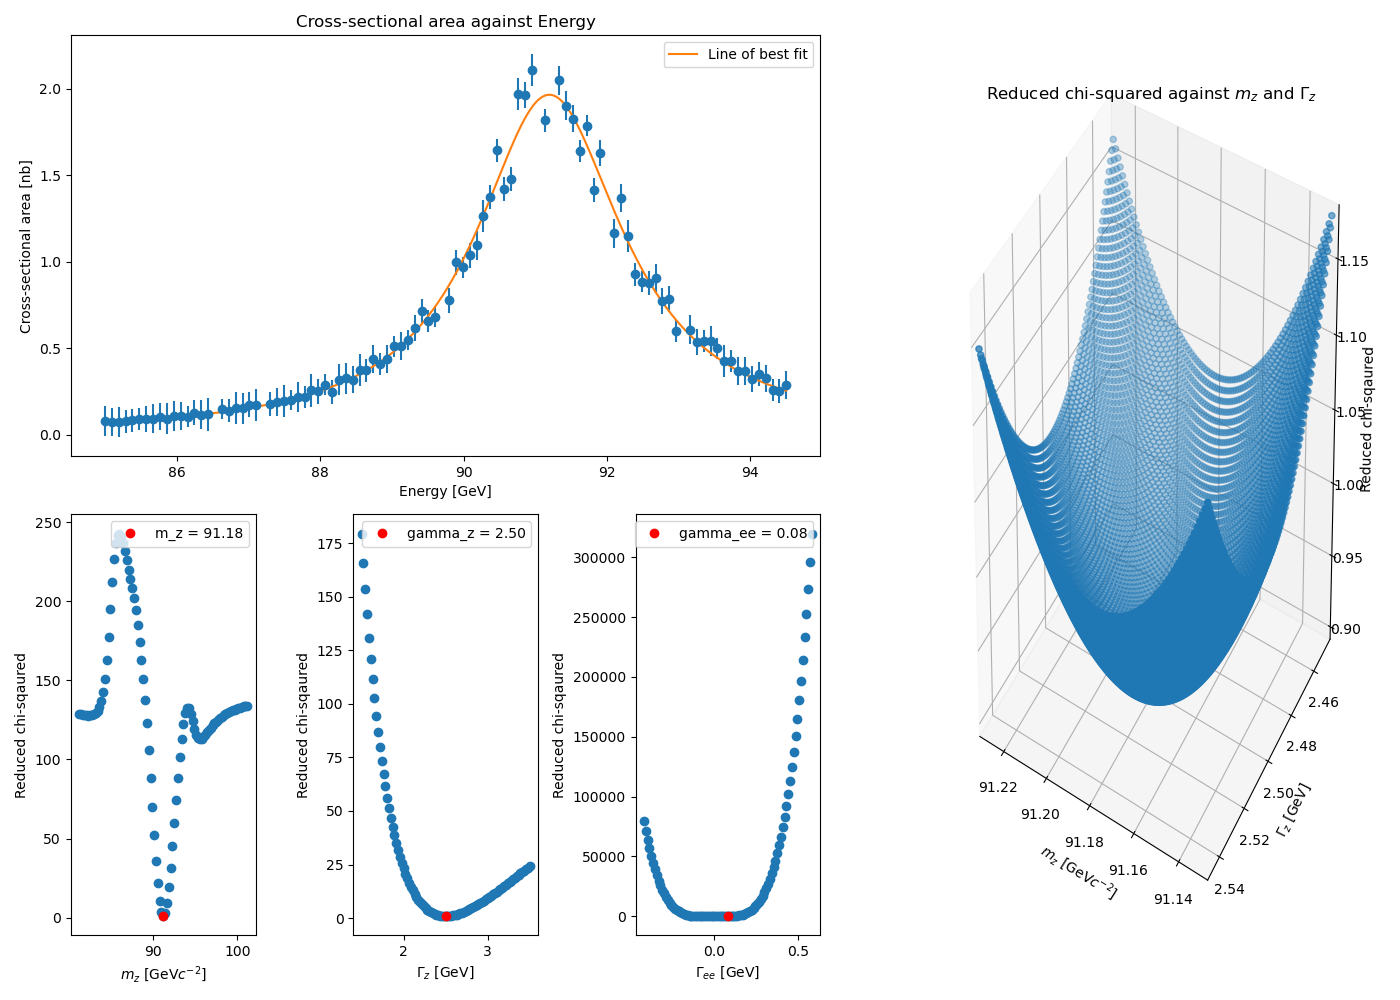 Cross-sectional area against Energy
Line of best fit
Cross-sectional area [nb]
2.0
1.5
1.0
0.5
0.0
86 88 90 92 94
Energy [GeV]
m_z = 91.18
Reduced chi-sqaured
250
200
150
100
50
0
90 100
m_z [GeVc⁻²]
gamma_z = 2.50
Reduced chi-sqaured
175
150
125
100
75
50
25
0
2 3
Γ_z [GeV]
gamma_ee = 0.08
Reduced chi-sqaured
300000
250000
200000
150000
100000
50000
0
0.0 0.5
Γ_ee [GeV]
Reduced chi-squared against m_z and Γ_z
1.15
1.10
1.05
1.00
0.95
0.90
Reduced chi-sqaured
91.22
91.20
91.18
91.16
91.14
m_z [GeVc⁻²]
2.46
2.48
2.50
2.52
2.54
Γ_z [GeV]